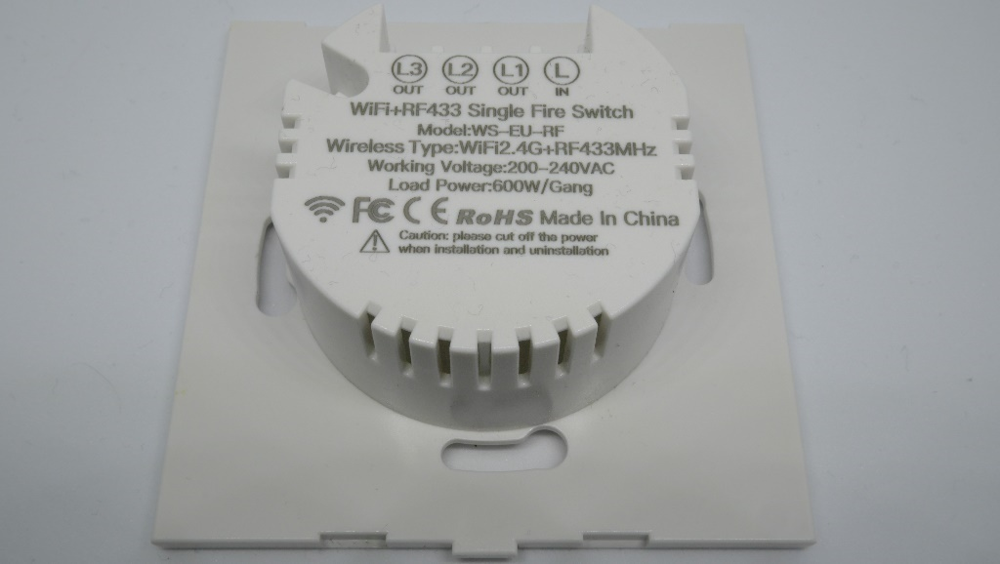 L3 L2 L1 L
OUT OUT OUT IN
WiFi+RF433 Single Fire Switch
Model:WS-EU-RF
Wireless Type:WiFi2.4G+RF433MHz
Working Voltage:200-240VAC
Load Power:600W/Gang
FC CE RoHS Made In China
Caution: please cut off the power
when installation and uninstallation